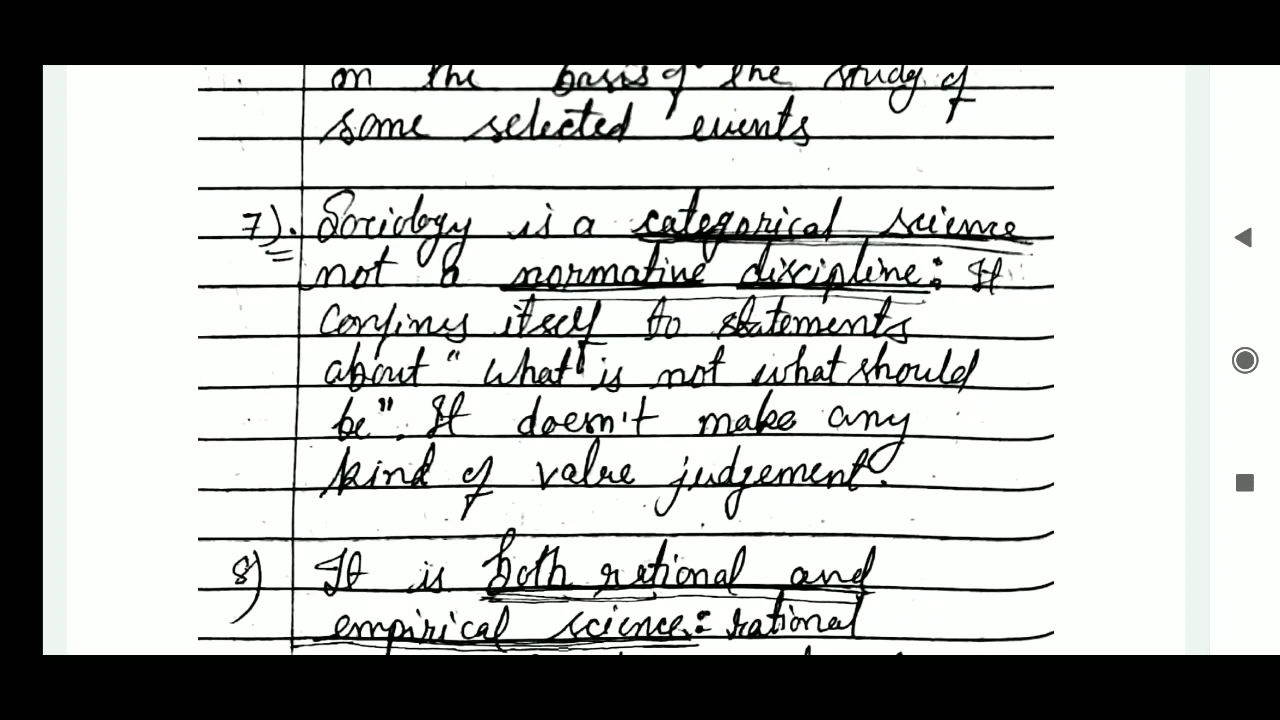 on the basis of the study of
some selected events
7). Sociology is a categorical science
not a normative discipline: It
confines itself to statements
about "what is not what should
be". It doesn't make any
kind of value judgement.
8) It is both rational and
empirical science: rational